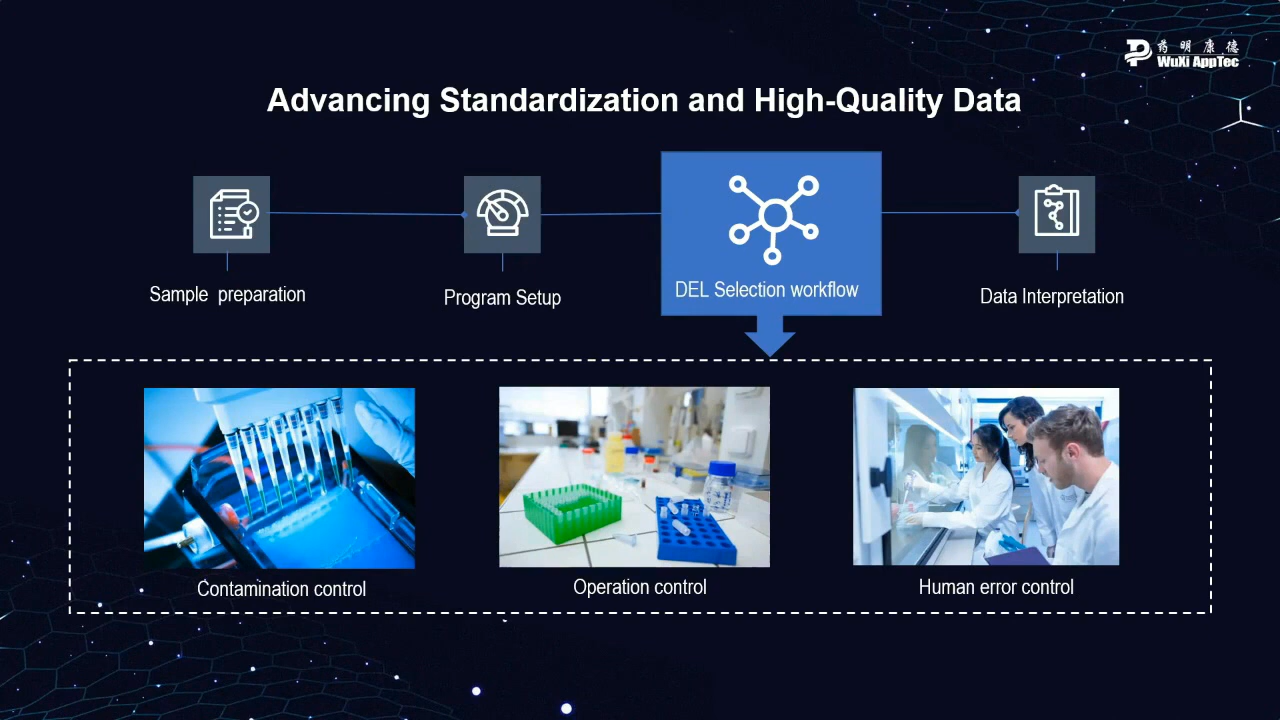 药明康德
WuXi AppTec
Advancing Standardization and High-Quality Data
Sample preparation
Program Setup
DEL Selection workflow
Data Interpretation
Contamination control
Operation control
Human error control